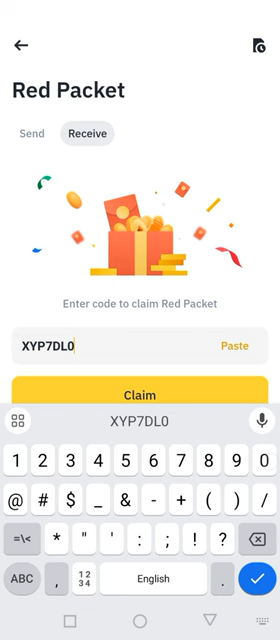 Red Packet
Send Receive
Enter code to claim Red Packet
XYP7DL0 Paste
Claim
XYP7DL0
1 2 3 4 5 6 7 8 9 0
@ # $ _ & - + ( ) /
=\< * " ' : ; ! ?
ABC , 12 34 English .